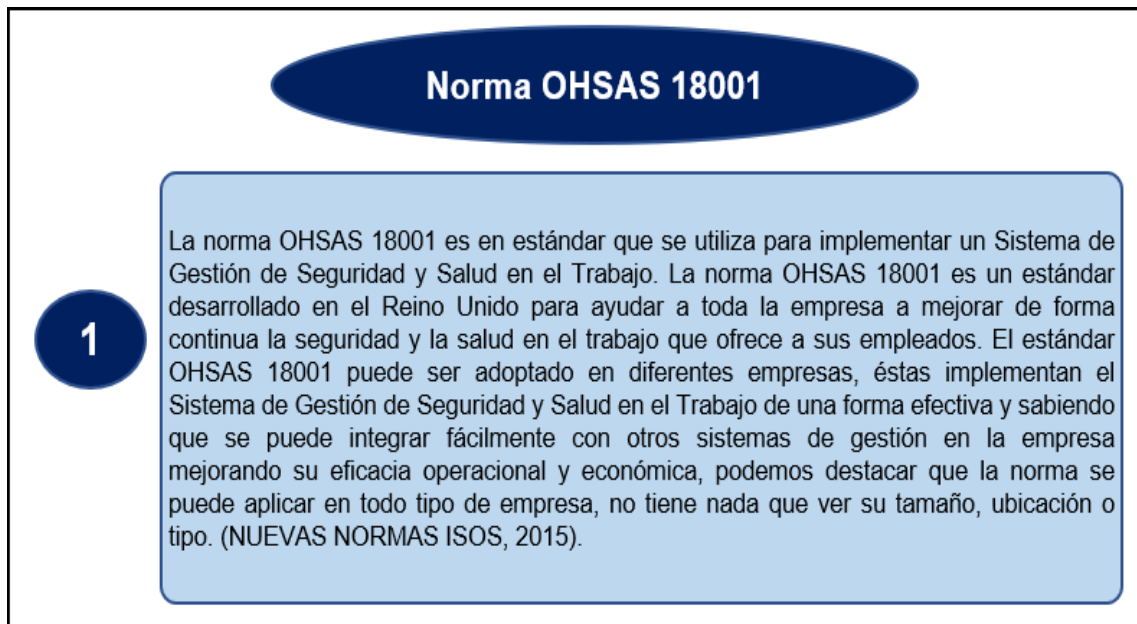 Norma OHSAS 18001
1
La norma OHSAS 18001 es en estándar que se utiliza para implementar un Sistema de
Gestión de Seguridad y Salud en el Trabajo. La norma OHSAS 18001 es un estándar
desarrollado en el Reino Unido para ayudar a toda la empresa a mejorar de forma
continua la seguridad y la salud en el trabajo que ofrece a sus empleados. El estándar
OHSAS 18001 puede ser adoptado en diferentes empresas, éstas implementan el
Sistema de Gestión de Seguridad y Salud en el Trabajo de una forma efectiva y sabiendo
que se puede integrar fácilmente con otros sistemas de gestión en la empresa
mejorando su eficacia operacional y económica, podemos destacar que la norma se
puede aplicar en todo tipo de empresa, no tiene nada que ver su tamaño, ubicación o
tipo. (NUEVAS NORMAS ISOS, 2015).